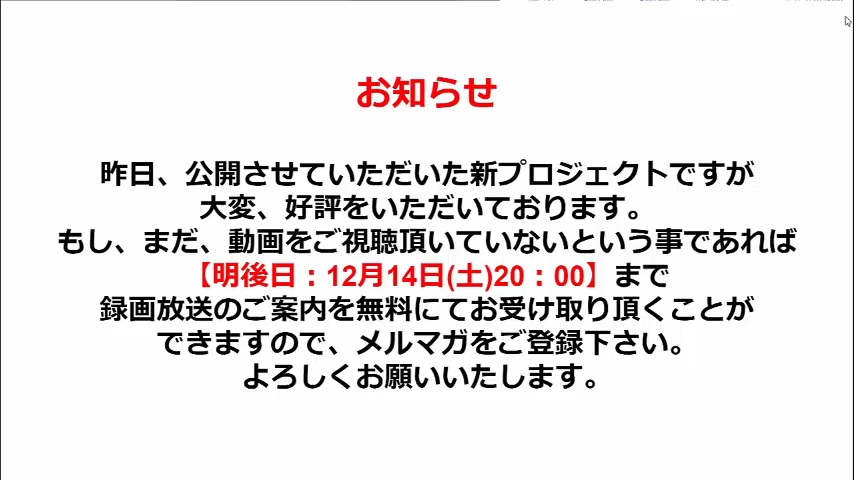 お知らせ
昨日、公開させていただいた新プロジェクトですが
大変、好評をいただいております。
もし、まだ、動画をご視聴頂いていないという事であれば
【明後日：12月14日(土)20：00】まで
録画放送のご案内を無料にてお受け取り頂くことが
できますので、メルマガをご登録下さい。
よろしくお願いいたします。